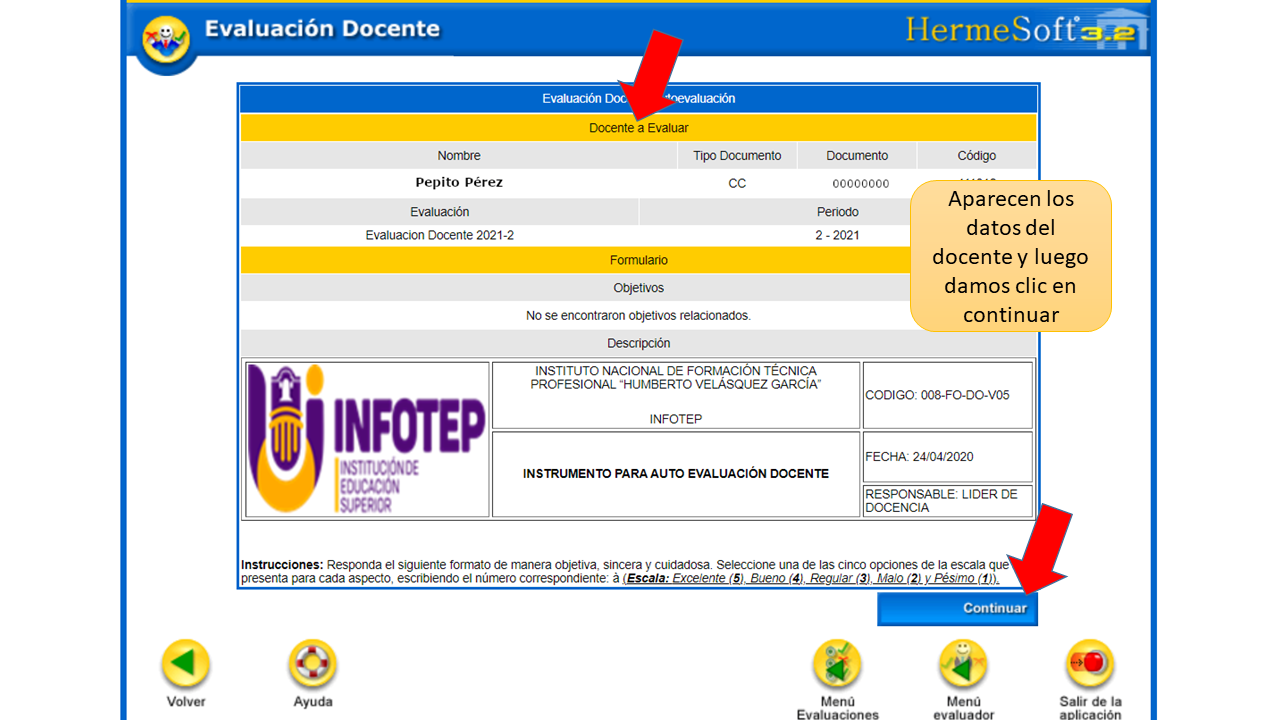 Evaluación Docente
HermeSoft 3.2
Evaluación Docente Autoevaluación
Docente a Evaluar
Nombre Tipo Documento Documento Código
Pepito Pérez CC 00000000
Evaluación Periodo
Evaluacion Docente 2021-2 2 - 2021
Aparecen los
datos del
docente y luego
damos clic en
continuar
Formulario
Objetivos
No se encontraron objetivos relacionados.
Descripción
INFOTEP
INSTITUCIÓN DE
EDUCACIÓN
SUPERIOR
INSTITUTO NACIONAL DE FORMACIÓN TÉCNICA
PROFESIONAL “HUMBERTO VELÁSQUEZ GARCÍA”
INFOTEP
CODIGO: 008-FO-DO-V05
INSTRUMENTO PARA AUTO EVALUACIÓN DOCENTE
FECHA: 24/04/2020
RESPONSABLE: LIDER DE
DOCENCIA
Instrucciones: Responda el siguiente formato de manera objetiva, sincera y cuidadosa. Seleccione una de las cinco opciones de la escala que
presenta para cada aspecto, escribiendo el número correspondiente: à (Escala: Excelente (5), Bueno (4), Regular (3), Malo (2) y Pésimo (1)).
Continuar
Volver
Ayuda
Menú
Evaluaciones
Menú
evaluador
Salir de la
aplicación